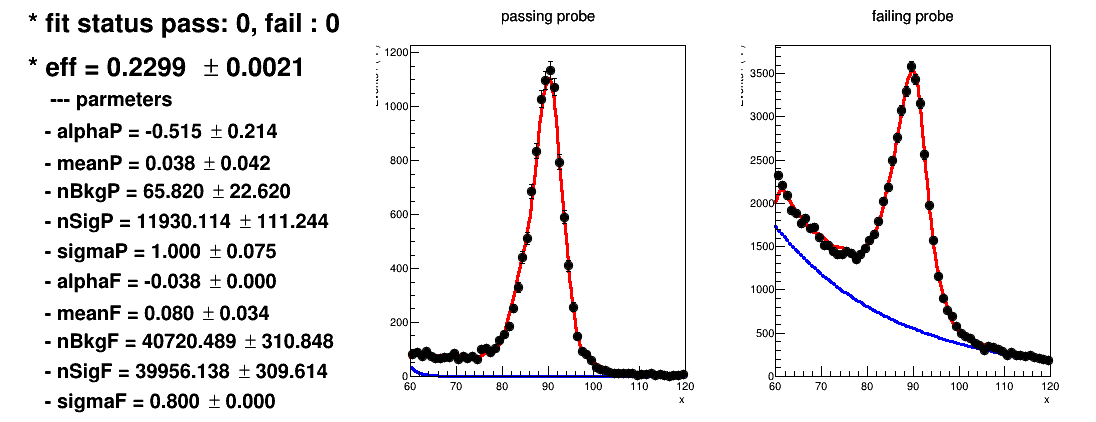 * fit status pass: 0, fail : 0
* eff = 0.2299 ± 0.0021
--- parmeters
- alphaP = -0.515 ± 0.214
- meanP = 0.038 ± 0.042
- nBkgP = 65.820 ± 22.620
- nSigP = 11930.114 ± 111.244
- sigmaP = 1.000 ± 0.075
- alphaF = -0.038 ± 0.000
- meanF = 0.080 ± 0.034
- nBkgF = 40720.489 ± 310.848
- nSigF = 39956.138 ± 309.614
- sigmaF = 0.800 ± 0.000
passing probe
1200
1000
800
600
400
200
0
60 70 80 90 100 110 120
x
failing probe
3500
3000
2500
2000
1500
1000
500
0
60 70 80 90 100 110 120
x